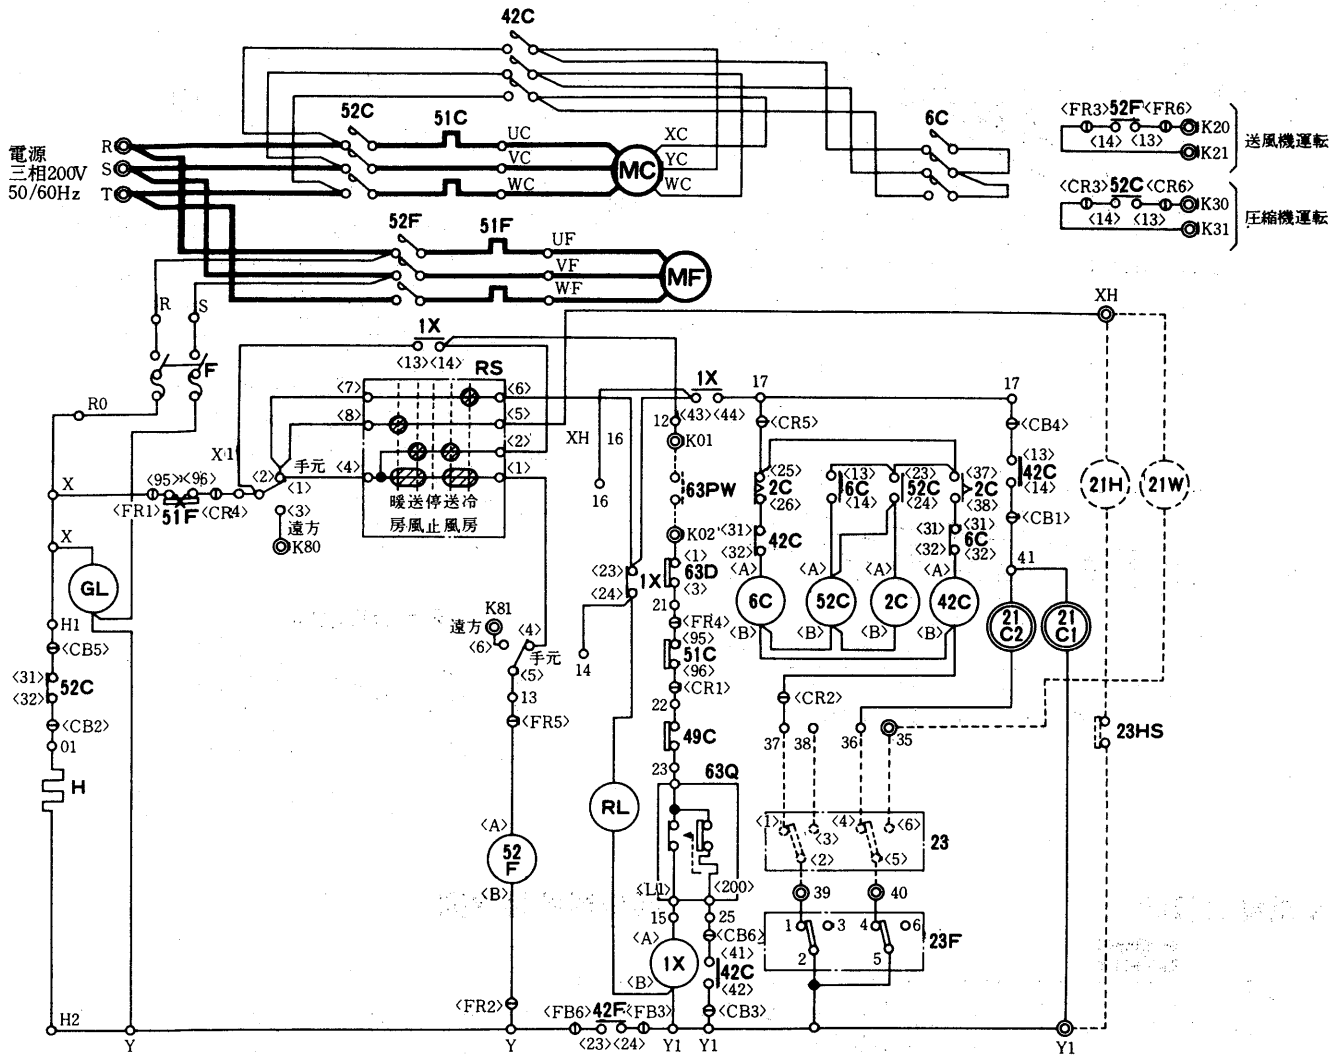 42C
52C
51C
UC
XC
6C
電源
三相200V
50/60Hz
R
S
T
VC
MC
YC
WC
WC
〈FR3〉52F〈FR6〉
K20
〈14〉〈13〉
K21
送風機運転
〈CR3〉52C〈CR6〉
K30
〈14〉〈13〉
K31
圧縮機運転
52F
51F
UF
VF
WF
MF
R
S
F
1X
〈13〉〈14〉
RS
XH
R0
X1
〈7〉
〈8〉
〈4〉
〈6〉
〈5〉
〈2〉
〈1〉
暖送停送冷
房風止風房
手元
〈2〉
〈1〉
〈3〉
遠方
K80
X
〈95〉〈96〉
〈FR1〉
51F
〈CR4〉
X
GL
H1
〈CB5〉
〈31〉
52C
〈32〉
〈CB2〉
01
H
H2
Y
XH
16
16
1X
〈43〉〈44〉
12
K01
63PW
K02
〈1〉
63D
〈3〉
21
〈FR4〉
〈95〉
51C
〈96〉
〈CR1〉
22
49C
23
63Q
〈L1〉
〈200〉
15
25
〈A〉
1X
〈B〉
〈CB6〉
〈41〉
42C
〈42〉
〈CB3〉
Y1
Y1
〈23〉
1X
〈24〉
14
RL
K81
遠方
〈6〉
〈4〉
手元
〈5〉
13
〈FR5〉
〈A〉
52
F
〈B〉
〈FR2〉
Y
〈FB6〉
42F
〈FB3〉
〈23〉〈24〉
17
〈CR5〉
〈25〉
2C
〈26〉
〈31〉
42C
〈32〉
〈A〉
6C
〈B〉
〈13〉
6C
〈14〉
〈A〉
52C
〈B〉
〈23〉
52C
〈24〉
〈A〉
2C
〈B〉
〈37〉
2C
〈38〉
〈31〉
6C
〈32〉
〈A〉
42C
〈B〉
17
〈CB4〉
〈13〉
42C
〈14〉
〈CB1〉
41
21
C2
21
C1
21H
21W
23HS
〈CR2〉
37
38
36
35
〈1〉
〈3〉
〈2〉
〈4〉
〈6〉
〈5〉
23
39
40
1
3
2
4
6
5
23F
Y1